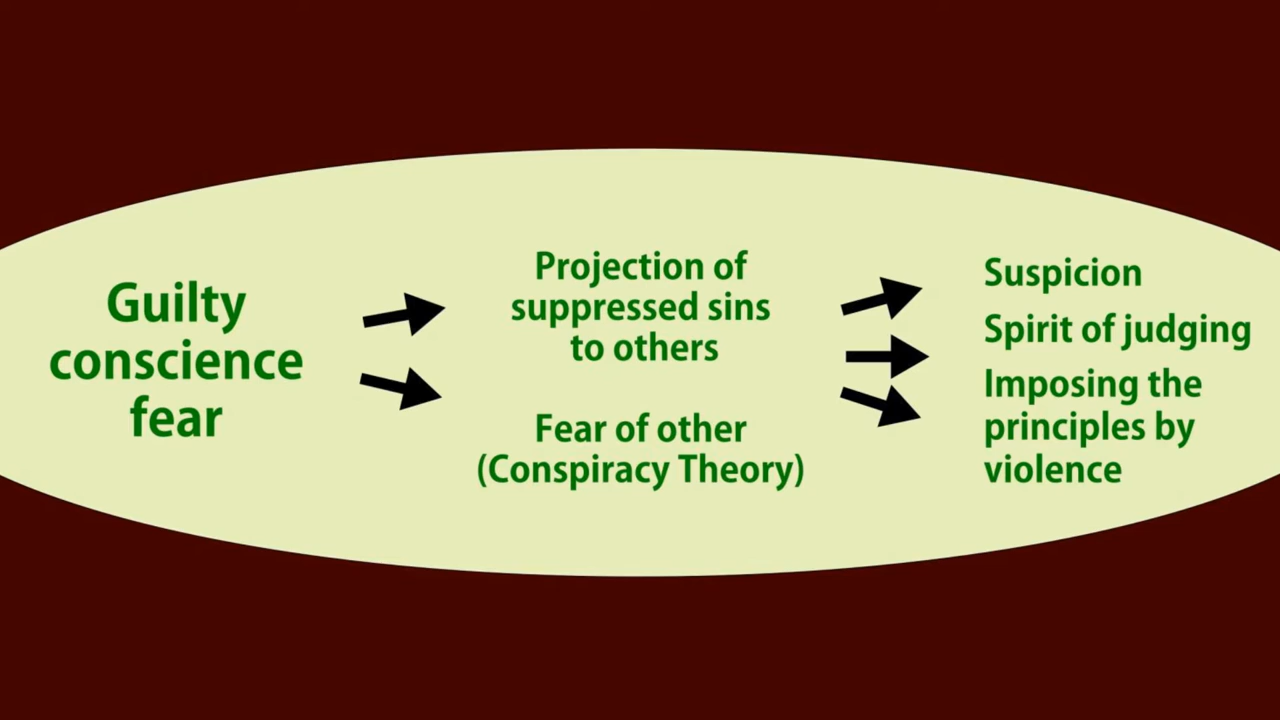 Guilty
conscience
fear
Projection of
suppressed sins
to others
Fear of other
(Conspiracy Theory)
Suspicion
Spirit of judging
Imposing the
principles by
violence